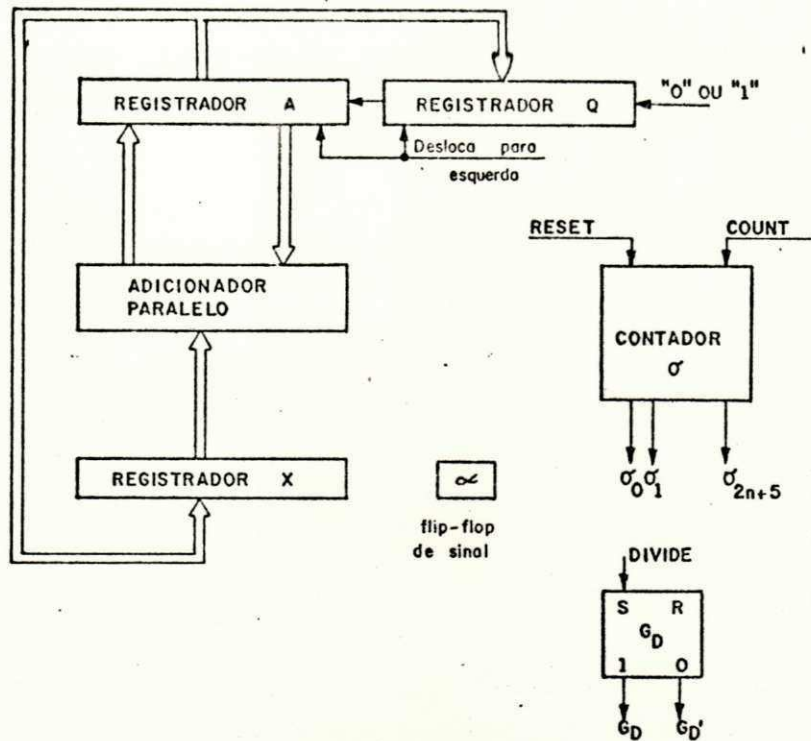 REGISTRADOR A
REGISTRADOR Q
"0" OU "1"
Desloca para
esquerda
RESET
COUNT
ADICIONADOR
PARALELO
CONTADOR
σ
REGISTRADOR X
α
σ0 σ1 σ2n+5
flip-flop
de sinal
DIVIDE
S R
GD
1 0
GD GD'